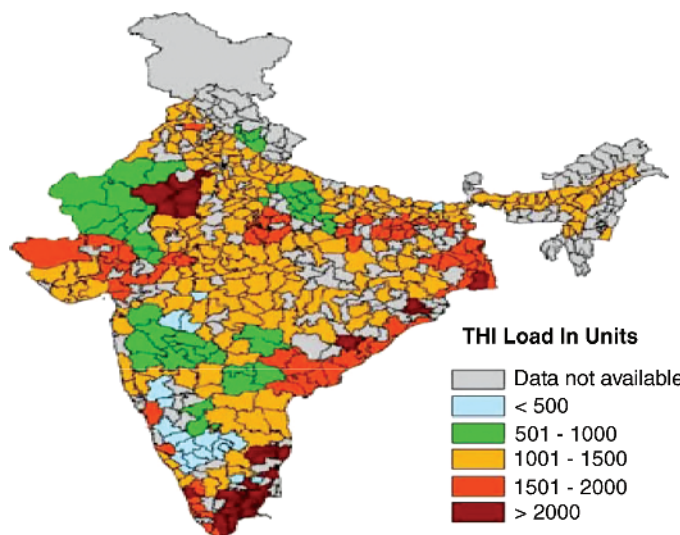 THI Load In Units
Data not available
< 500
501 - 1000
1001 - 1500
1501 - 2000
> 2000